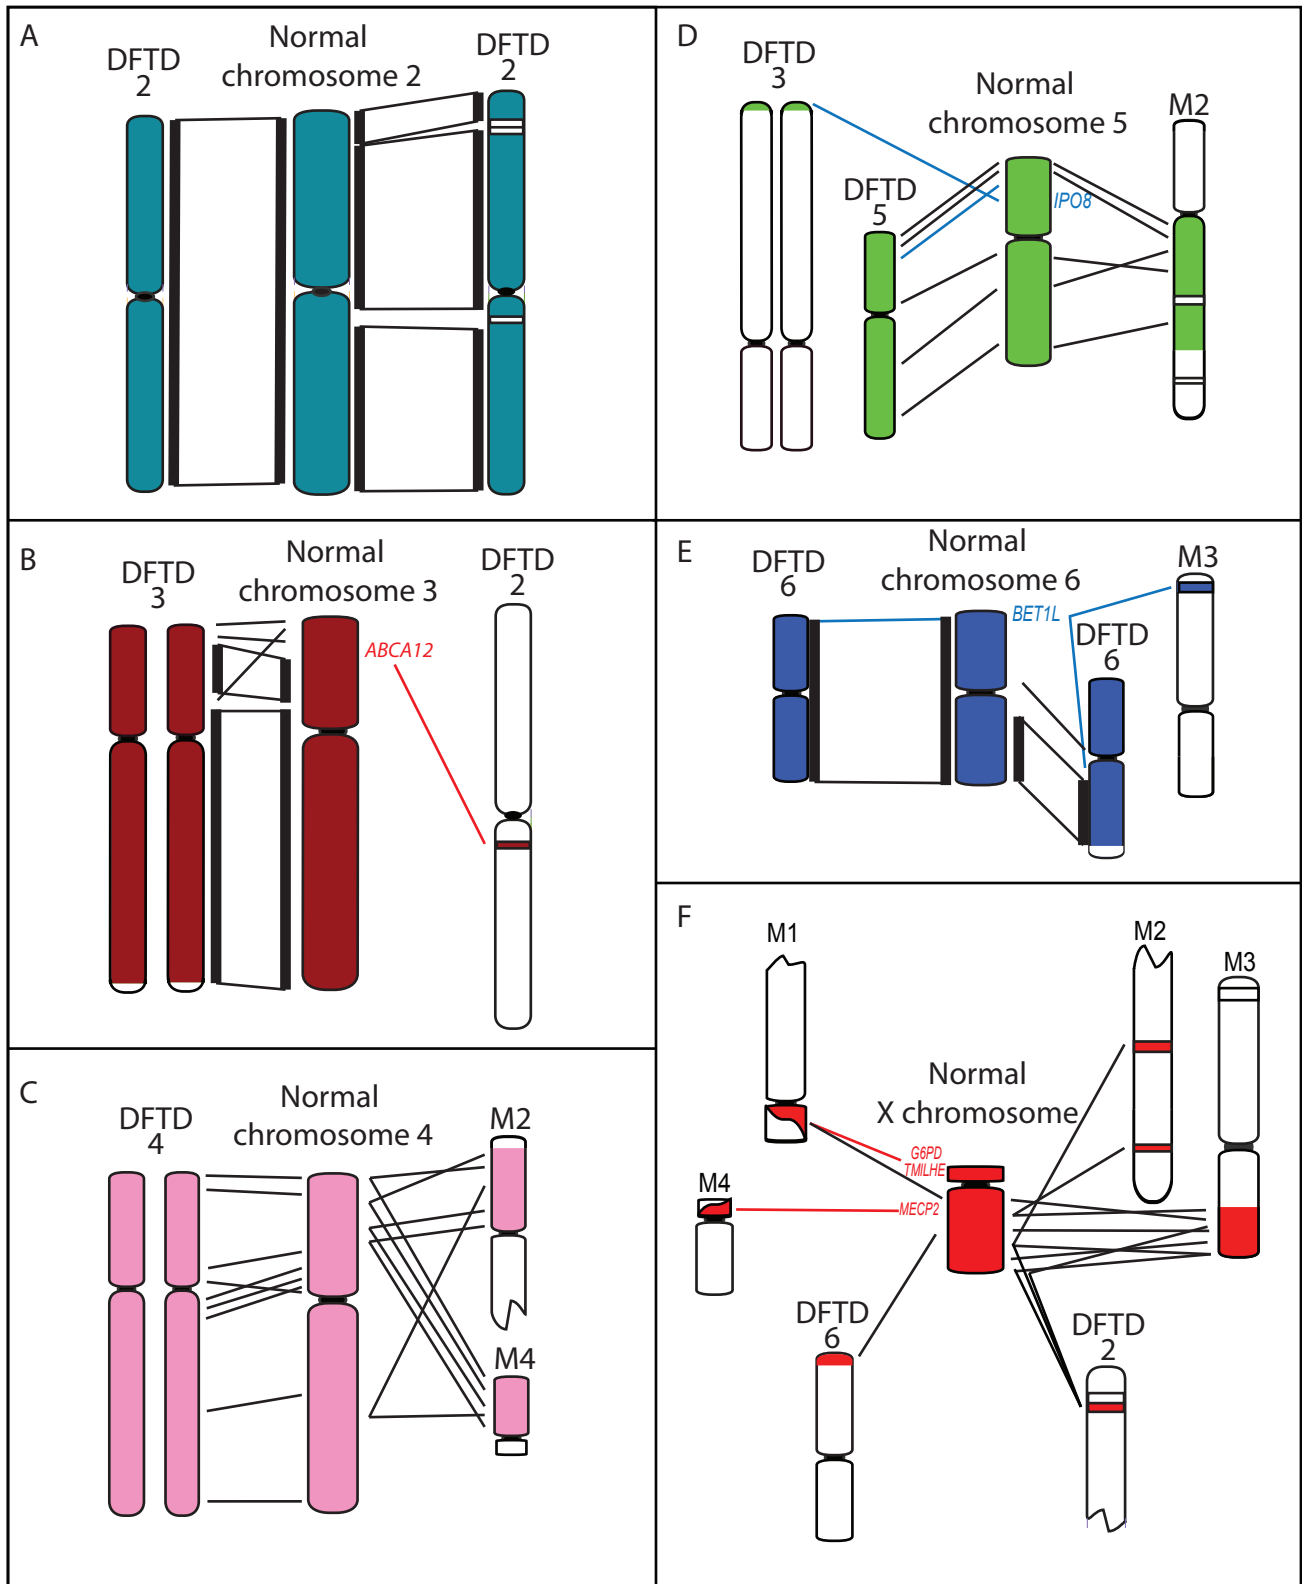 A
DFTD
2
Normal
chromosome 2
DFTD
2
B
DFTD
3
Normal
chromosome 3
DFTD
2
ABCA12
C
DFTD
4
Normal
chromosome 4
M2
M4
D
DFTD
3
DFTD
5
Normal
chromosome 5
M2
IPO8
E
DFTD
6
Normal
chromosome 6
BET1L
M3
DFTD
6
F
M1
M2
M3
Normal
X chromosome
G6PD
TMILHE
M4
MECP2
DFTD
6
DFTD
2